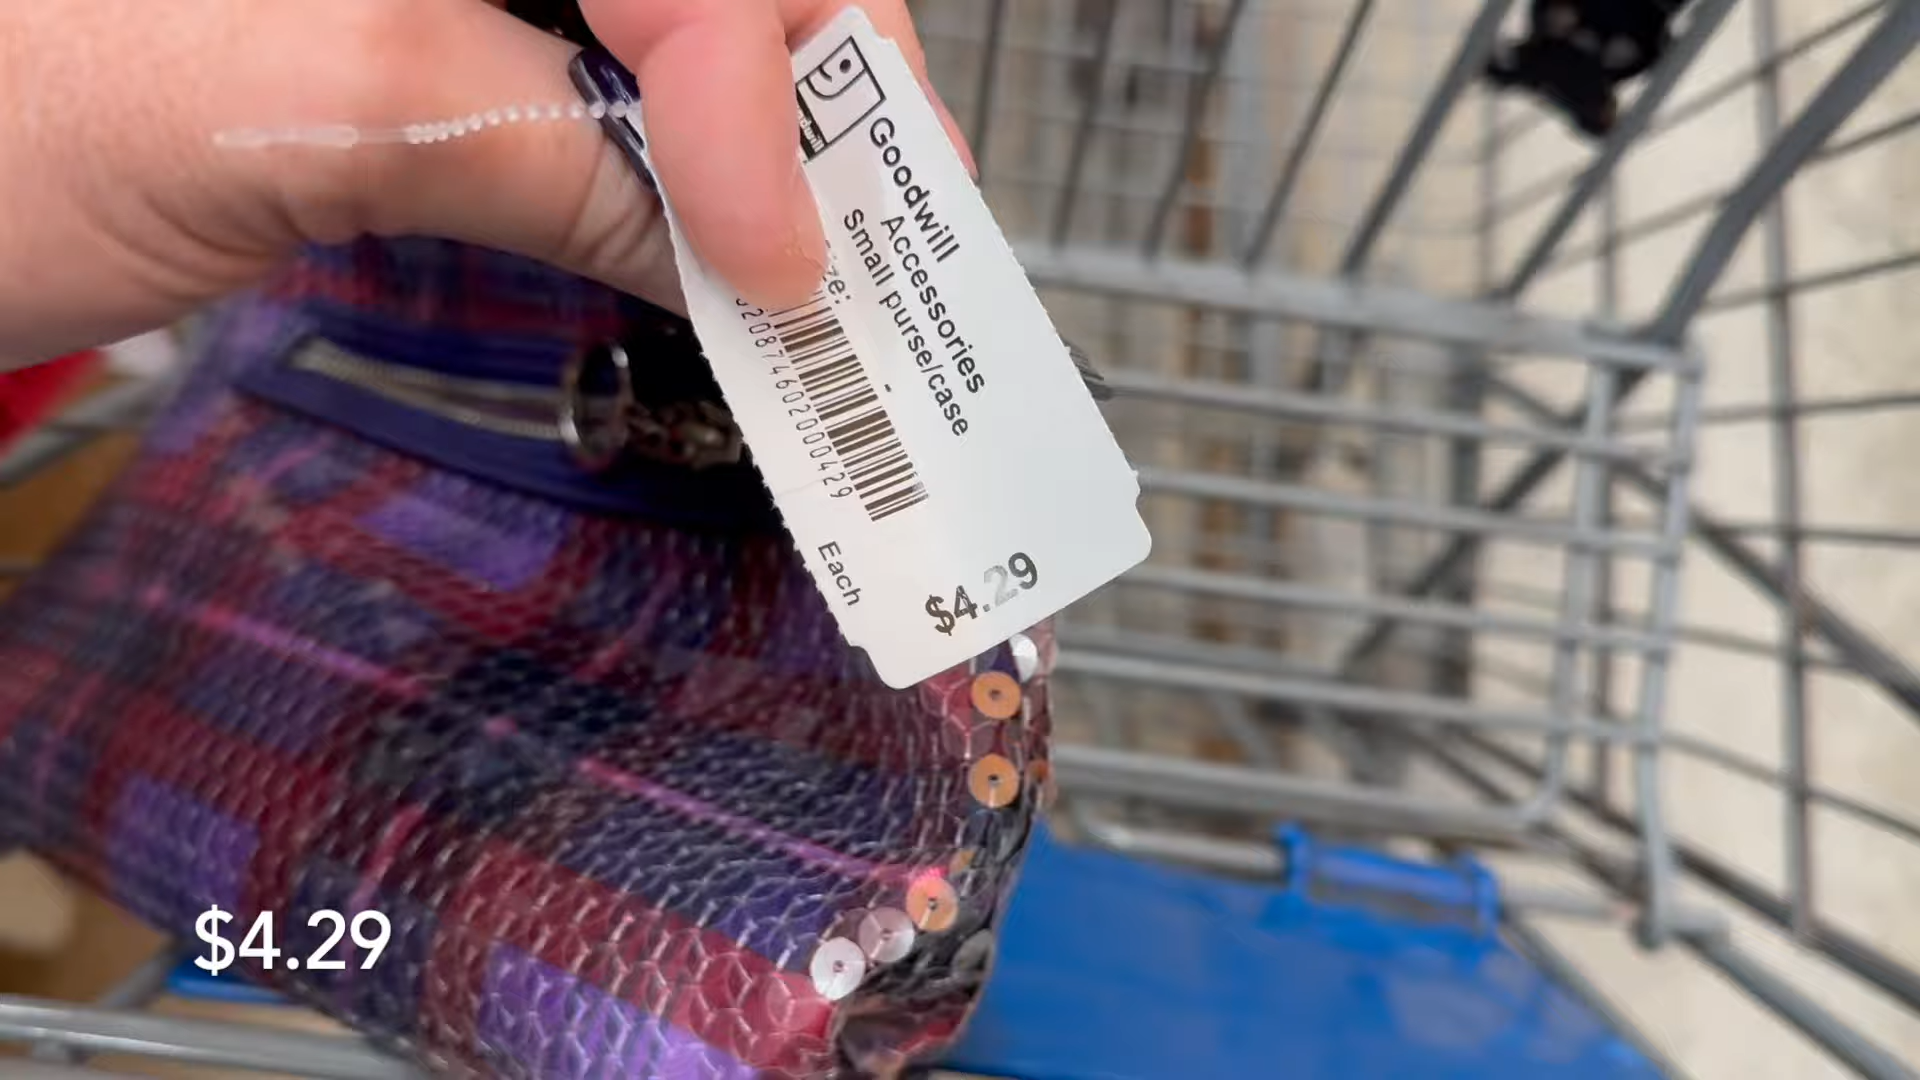 Goodwill
Accessories
Small purse/case
-
Each
$4.29
$4.29